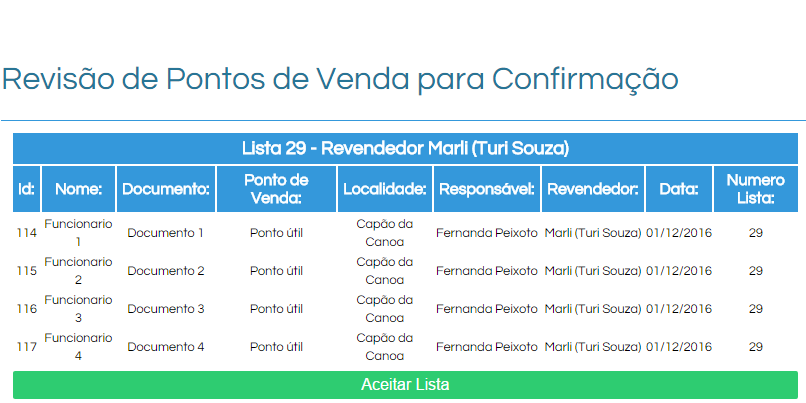 Revisão de Pontos de Venda para Confirmação
Lista 29 - Revendedor Marli (Turi Souza)
Id: Nome: Documento: Ponto de Venda: Localidade: Responsável: Revendedor: Data: Numero Lista:
114 Funcionario 1 Documento 1 Ponto útil Capão da Canoa Fernanda Peixoto Marli (Turi Souza) 01/12/2016 29
115 Funcionario 2 Documento 2 Ponto útil Capão da Canoa Fernanda Peixoto Marli (Turi Souza) 01/12/2016 29
116 Funcionario 3 Documento 3 Ponto útil Capão da Canoa Fernanda Peixoto Marli (Turi Souza) 01/12/2016 29
117 Funcionario 4 Documento 4 Ponto útil Capão da Canoa Fernanda Peixoto Marli (Turi Souza) 01/12/2016 29
Aceitar Lista